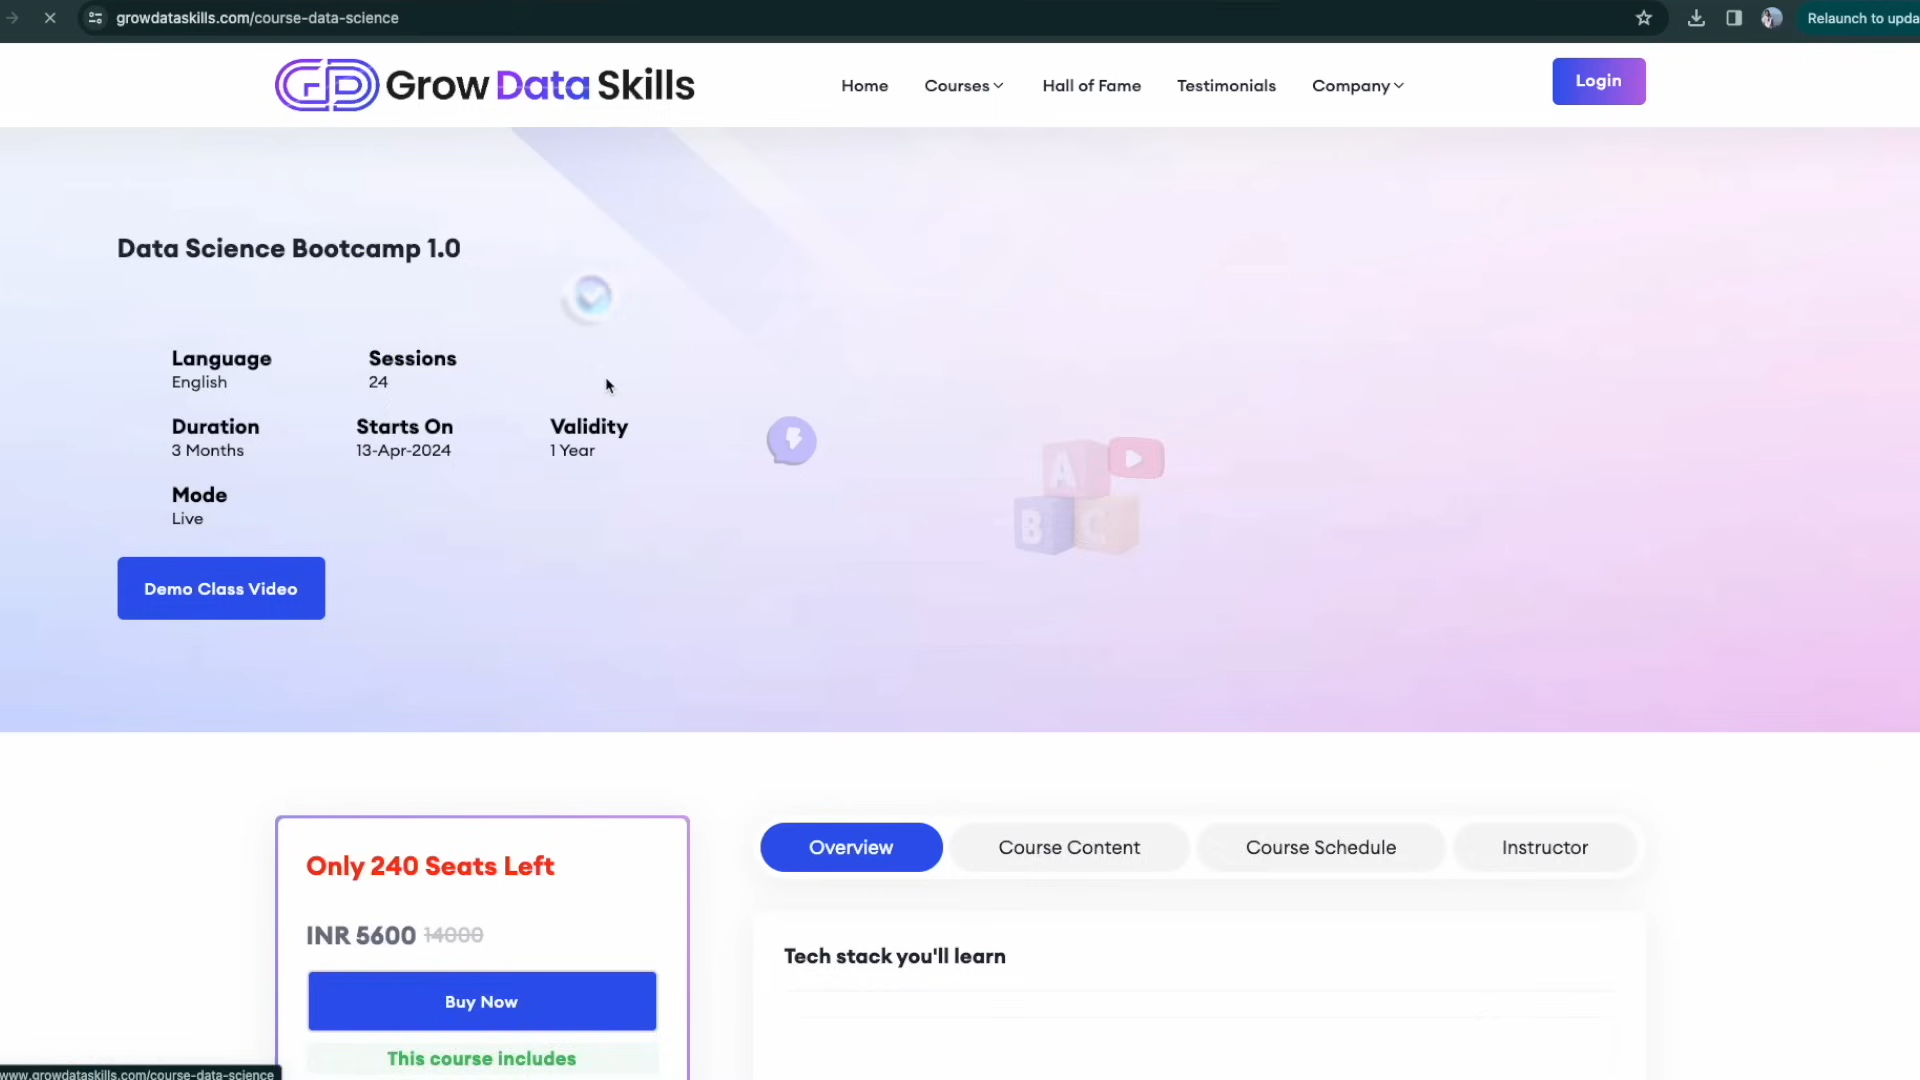 growdataskills.com/course-data-science
Relaunch to upda
GD Grow Data Skills
Home
Courses
Hall of Fame
Testimonials
Company
Login
Data Science Bootcamp 1.0
Language
English
Sessions
24
Duration
3 Months
Starts On
13-Apr-2024
Validity
1 Year
Mode
Live
A
B C
Demo Class Video
Only 240 Seats Left
INR 5600 14000
Buy Now
This course includes
Overview
Course Content
Course Schedule
Instructor
Tech stack you'll learn
www.growdataskills.com/course-data-science